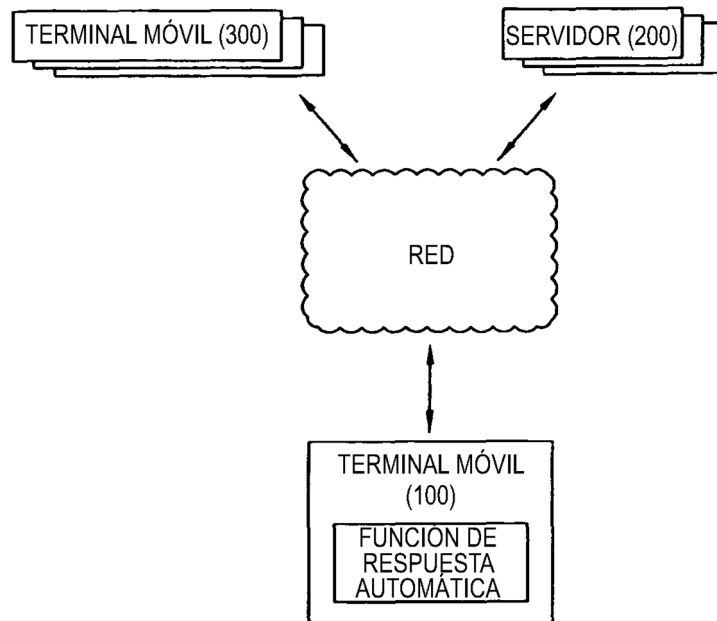 TERMINAL MÓVIL (300)
SERVIDOR (200)
RED
TERMINAL MÓVIL
(100)
FUNCIÓN DE
RESPUESTA
AUTOMÁTICA